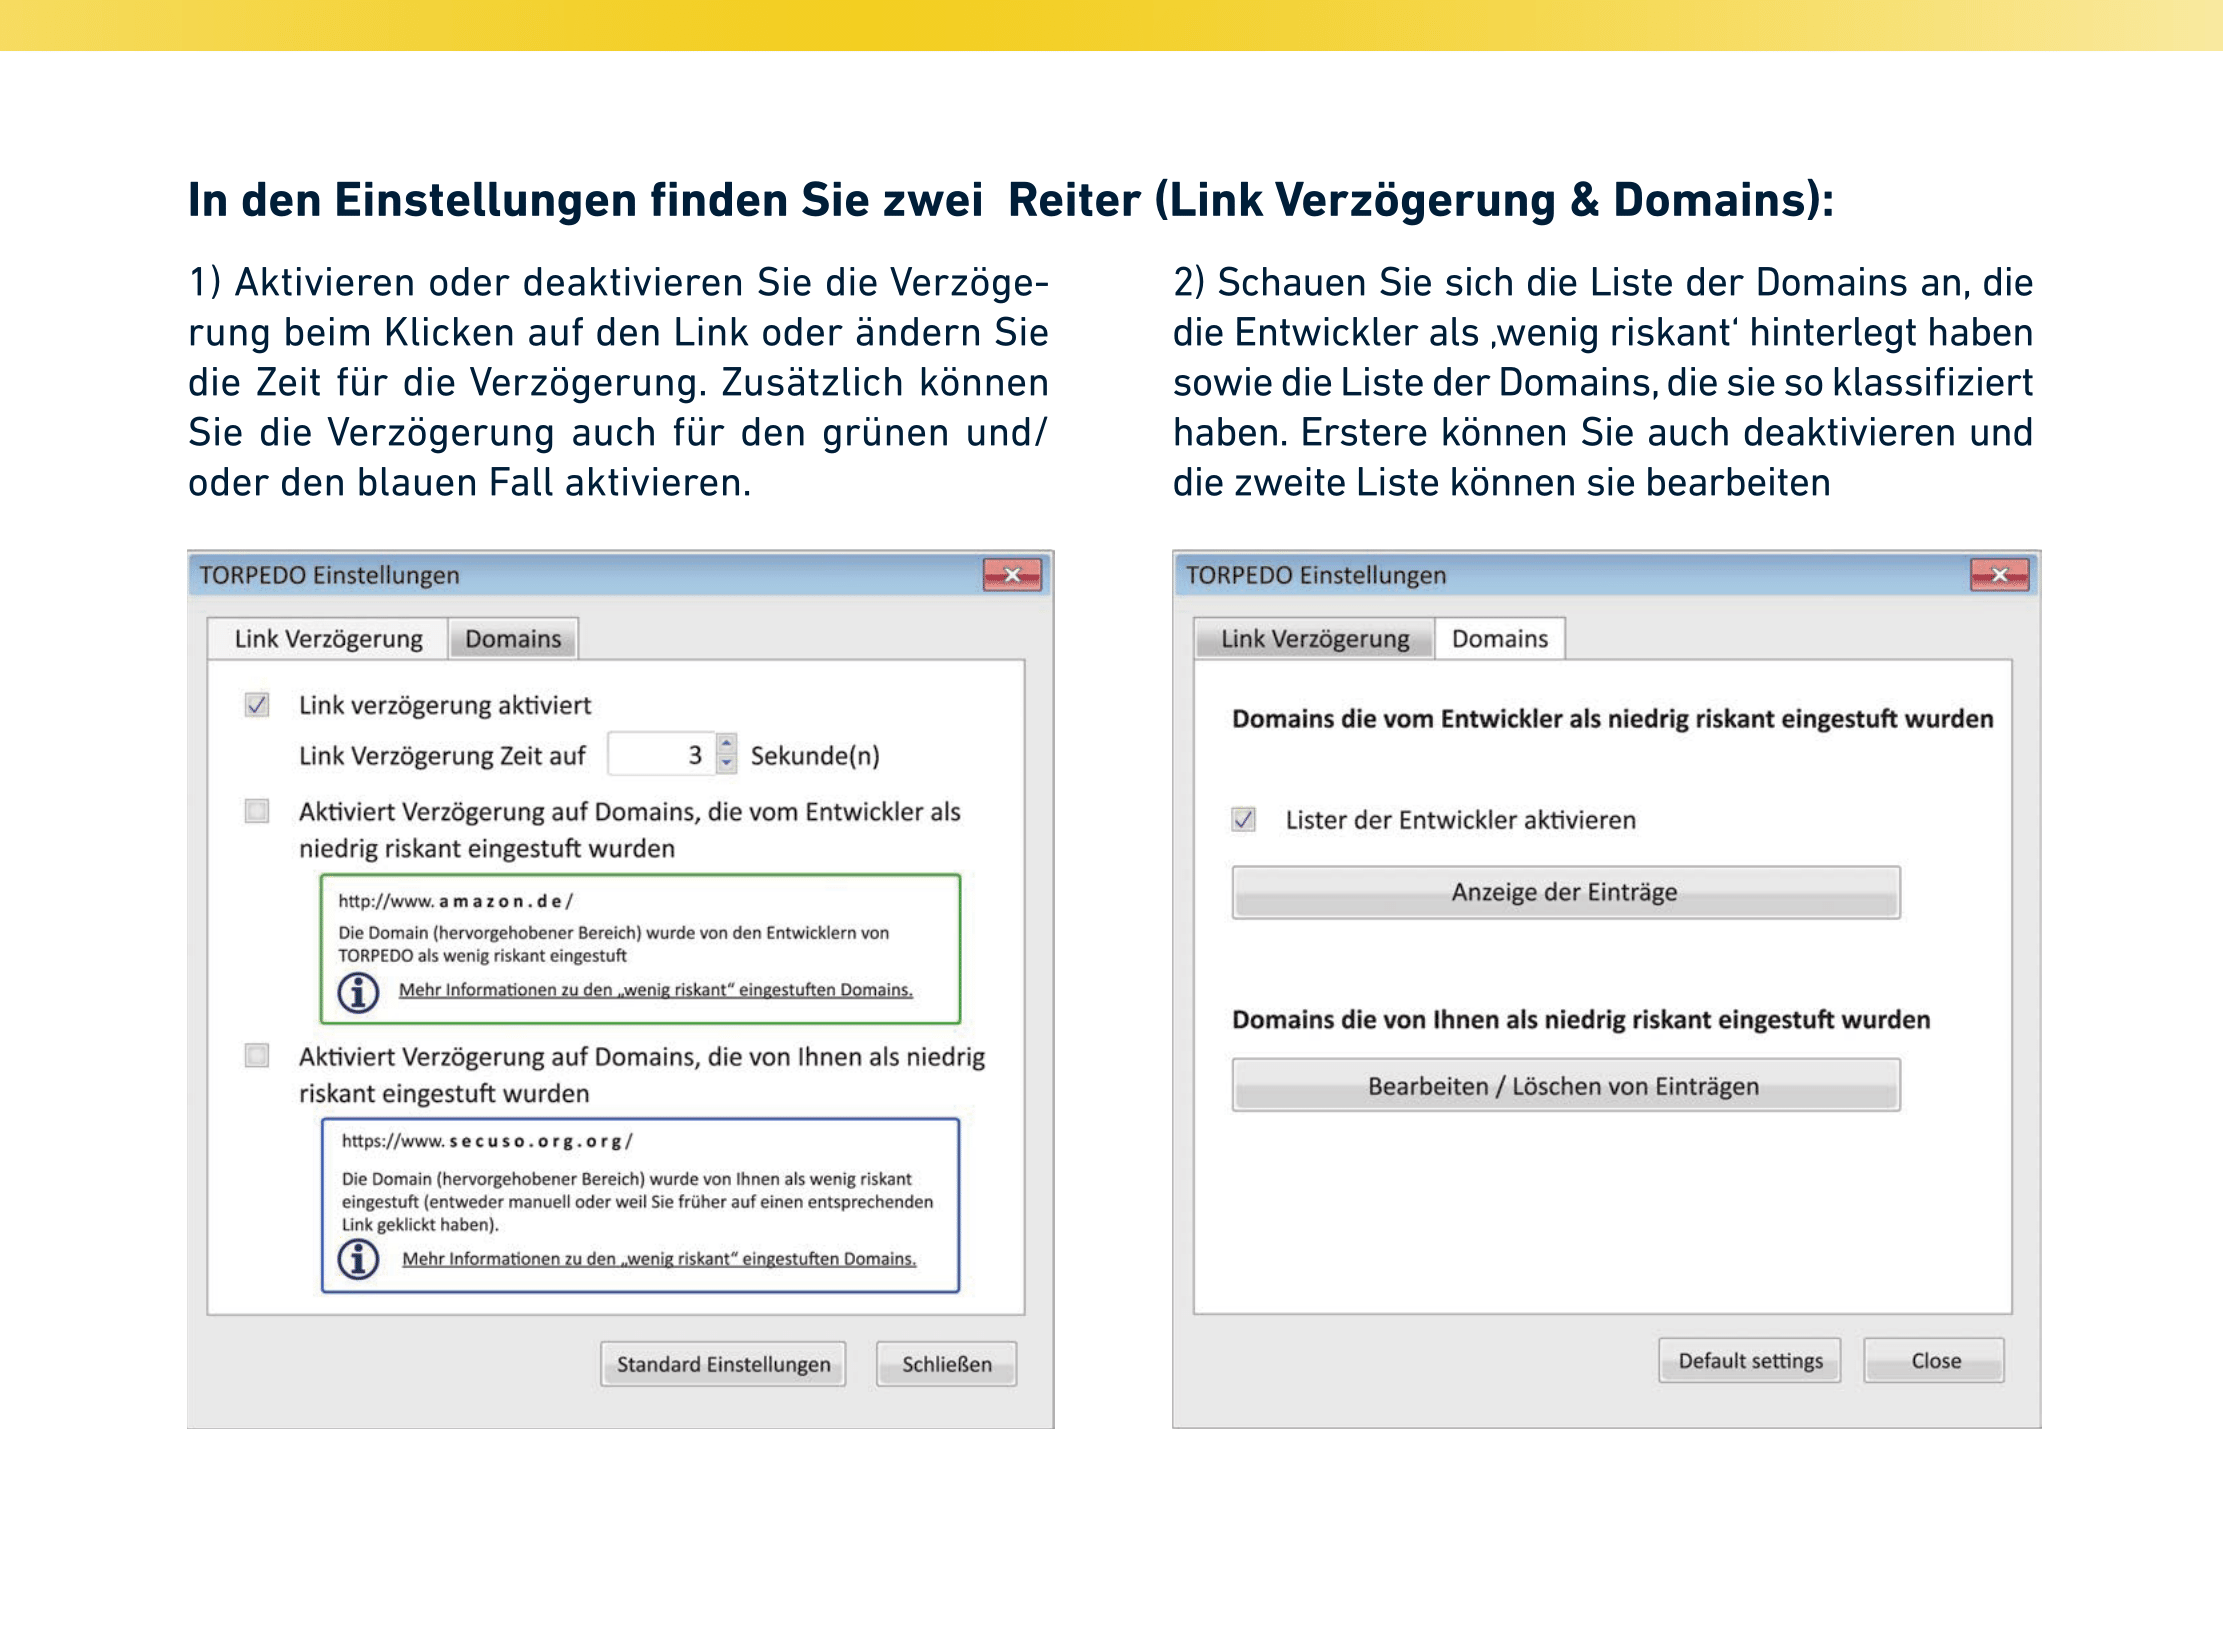 In den Einstellungen finden Sie zwei  Reiter (Link Verzögerung & Domains):
1) Aktivieren oder deaktivieren Sie die Verzöge-
rung beim Klicken auf den Link oder ändern Sie
die Zeit für die Verzögerung. Zusätzlich können
Sie die Verzögerung auch für den grünen und/
oder den blauen Fall aktivieren.
2) Schauen Sie sich die Liste der Domains an, die
die Entwickler als ‚wenig riskant‘ hinterlegt haben
sowie die Liste der Domains, die sie so klassifiziert
haben. Erstere können Sie auch deaktivieren und
die zweite Liste können sie bearbeiten
TORPEDO Einstellungen
Link Verzögerung
Domains
Link verzögerung aktiviert
Link Verzögerung Zeit auf 3 Sekunde(n)
Aktiviert Verzögerung auf Domains, die vom Entwickler als
niedrig riskant eingestuft wurden
http://www.amazon.de/
Die Domain (hervorgehobener Bereich) wurde von den Entwicklern von
TORPEDO als wenig riskant eingestuft
Mehr Informationen zu den „wenig riskant“ eingestuften Domains.
Aktiviert Verzögerung auf Domains, die von Ihnen als niedrig
riskant eingestuft wurden
https://www.secuso.org.org/
Die Domain (hervorgehobener Bereich) wurde von Ihnen als wenig riskant
eingestuft (entweder manuell oder weil Sie früher auf einen entsprechenden
Link geklickt haben).
Mehr Informationen zu den „wenig riskant“ eingestuften Domains.
Standard Einstellungen
Schließen
TORPEDO Einstellungen
Link Verzögerung
Domains
Domains die vom Entwickler als niedrig riskant eingestuft wurden
Lister der Entwickler aktivieren
Anzeige der Einträge
Domains die von Ihnen als niedrig riskant eingestuft wurden
Bearbeiten / Löschen von Einträgen
Default settings
Close